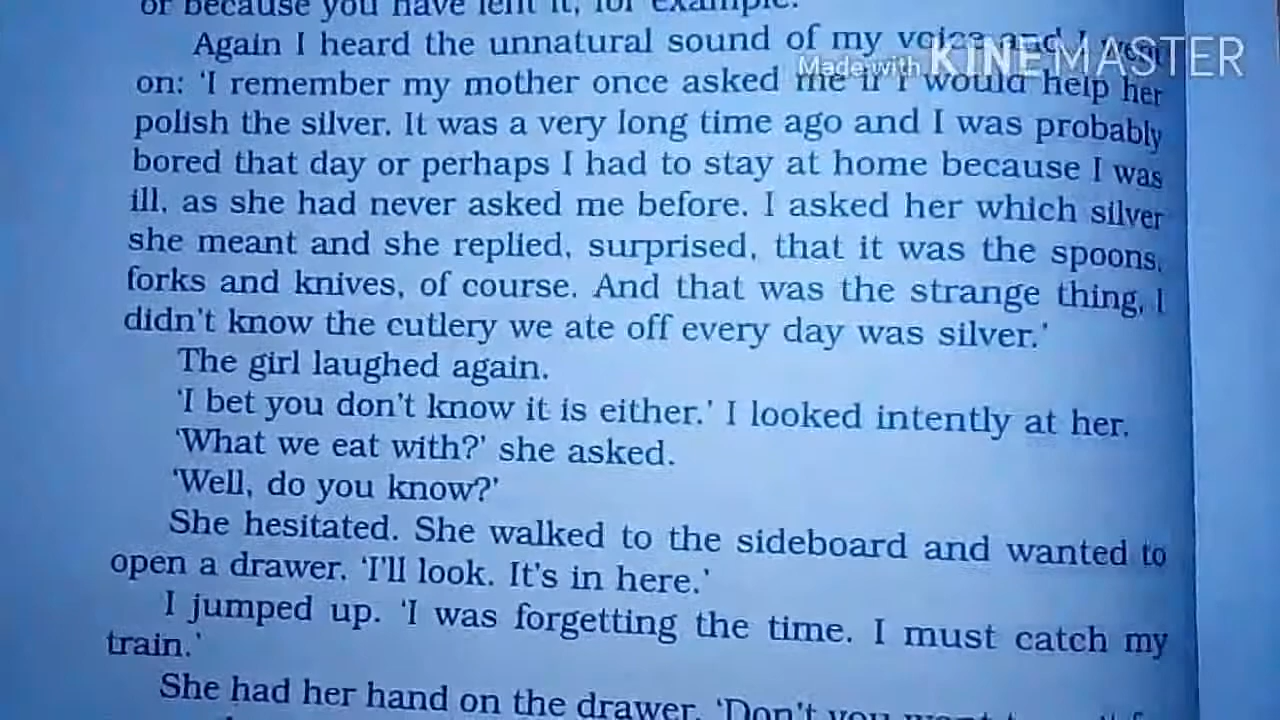 or because you have left it, for example.
Again I heard the unnatural sound of my voice and I went
Made with KINEMASTER
on: 'I remember my mother once asked me if I would help her
polish the silver. It was a very long time ago and I was probably
bored that day or perhaps I had to stay at home because I was
ill, as she had never asked me before. I asked her which silver
she meant and she replied, surprised, that it was the spoons,
forks and knives, of course. And that was the strange thing, I
didn't know the cutlery we ate off every day was silver.'
The girl laughed again.
'I bet you don't know it is either.' I looked intently at her.
'What we eat with?' she asked.
'Well, do you know?'
She hesitated. She walked to the sideboard and wanted to
open a drawer. 'I'll look. It's in here.'
I jumped up. 'I was forgetting the time. I must catch my
train.'
She had her hand on the drawer. 'Don't you want